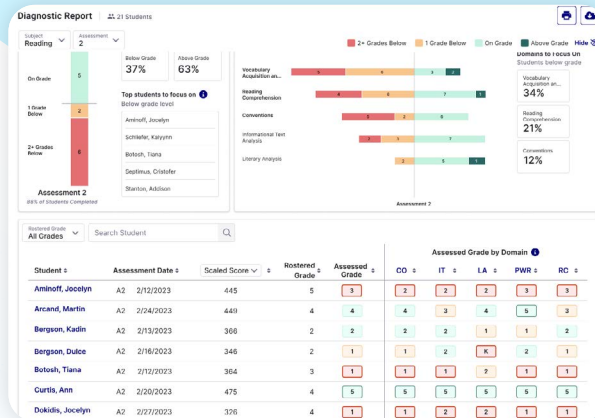 Diagnostic Report 21 Students
Subject
Reading
Assessment
2
2+ Grades Below 1 Grade Below On Grade Above Grade Hide
On Grade 5
1 Grade Below 2
2+ Grades Below
Assessment 2
Students Completed
Below Grade
37%
Above Grade
63%
Top students to focus on
Below grade level
Aminoff, Jocelyn
Schliefer, Kaiyynn
Botosh, Tiana
Septimus, Cristofer
Stanton, Addison
Vocabulary Acquisition an...
Reading Comprehension
Conventions
Informational Text Analysis
Literary Analysis
Assessment 2
Domains to Focus On
Students below grade
Vocabulary Acquisition an...
34%
Reading Comprehension
21%
Conventions
12%
Rostered Grade
All Grades
Search Student
Assessed Grade by Domain
Student Assessment Date Scaled Score Rostered Grade Assessed Grade CO IT LA PWR RC
Aminoff, Jocelyn A2 2/12/2023 445 5 3 2 2 2 3 3
Arcand, Martin A2 2/24/2023 449 4 4 4 3 4 5 3
Bergson, Kadin A2 2/13/2023 366 2 2 2 2 1 1 2
Bergson, Dulce A2 2/16/2023 346 2 1 1 2 K 2 1
Botosh, Tiana A2 2/12/2023 364 3 1 1 1 2 1 1
Curtis, Ann A2 2/20/2023 475 4 5 5 5 5 5 5
Dokidis, Jocelyn A2 2/27/2023 326 4 1 1 2 2 1 1